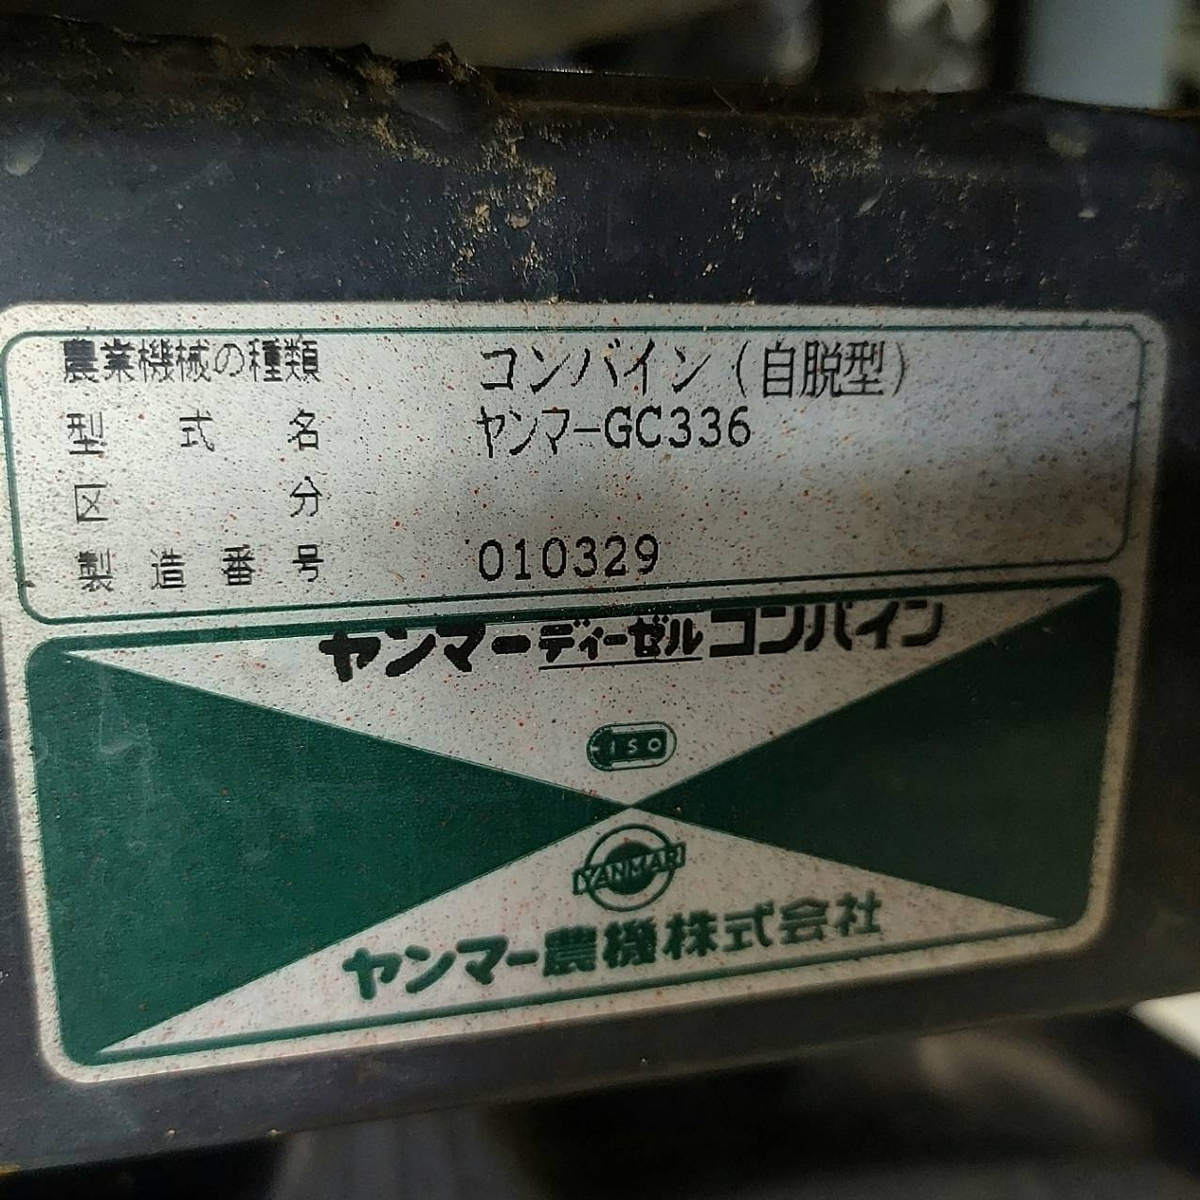 農業機械の種類 コンバイン（自脱型）
型式名 ヤンマーGC336
区分
製造番号 010329
ヤンマーディーゼルコンバイン
ISO
YANMAR
ヤンマー農機株式会社